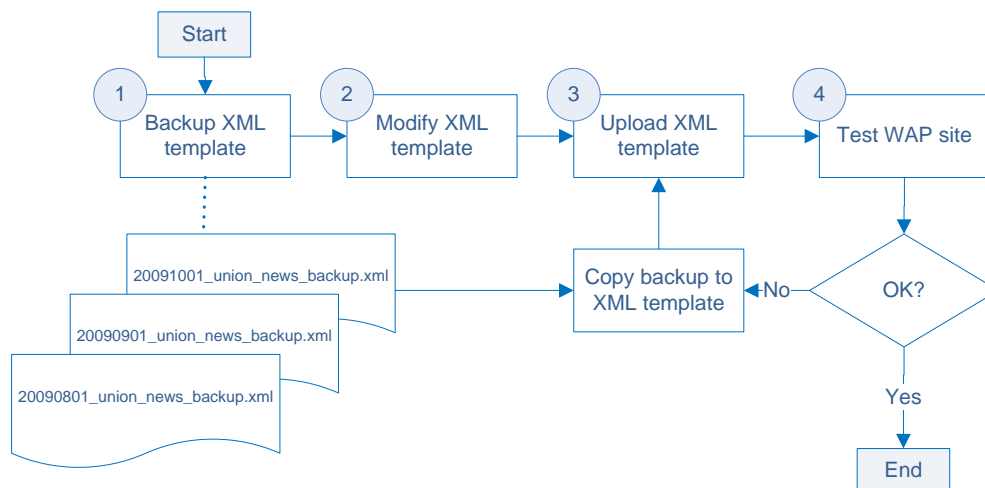 Start
1
Backup XML
template
2
Modify XML
template
3
Upload XML
template
4
Test WAP site
20091001_union_news_backup.xml
20090901_union_news_backup.xml
20090801_union_news_backup.xml
Copy backup to
XML template
No
OK?
Yes
End